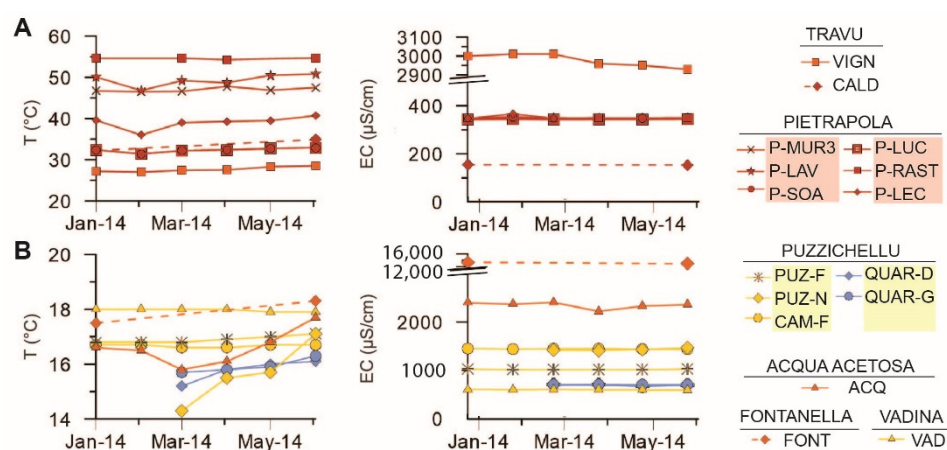 A
60
50
40
30
20
T (°C)
Jan-14 Mar-14 May-14
3100
3000
2900
400
200
0
EC (µS/cm)
Jan-14 Mar-14 May-14
B
20
18
16
14
T (°C)
Jan-14 Mar-14 May-14
16,000
12,000
2000
1000
0
EC (µS/cm)
Jan-14 Mar-14 May-14
TRAVU
VIGN
CALD
PIETRAPOLA
P-MUR3 P-LUC
P-LAV P-RAST
P-SOA P-LEC
PUZZICHELLU
PUZ-F QUAR-D
PUZ-N QUAR-G
CAM-F
ACQUA ACETOSA
ACQ
FONTANELLA VADINA
FONT VAD